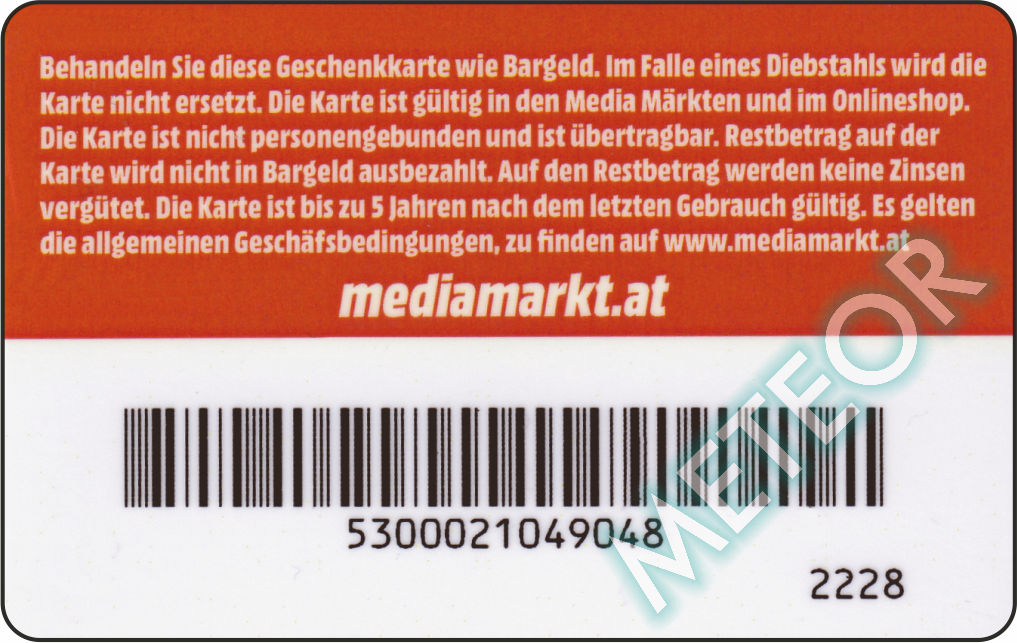 Behandeln Sie diese Geschenkkarte wie Bargeld. Im Falle eines Diebstahls wird die
Karte nicht ersetzt. Die Karte ist gültig in den Media Märkten und im Onlineshop.
Die Karte ist nicht personengebunden und ist übertragbar. Restbetrag auf der
Karte wird nicht in Bargeld ausbezahlt. Auf den Restbetrag werden keine Zinsen
vergütet. Die Karte ist bis zu 5 Jahren nach dem letzten Gebrauch gültig. Es gelten
die allgemeinen Geschäfsbedingungen, zu finden auf www.mediamarkt.at
mediamarkt.at
METEOR
5300021049048
2228